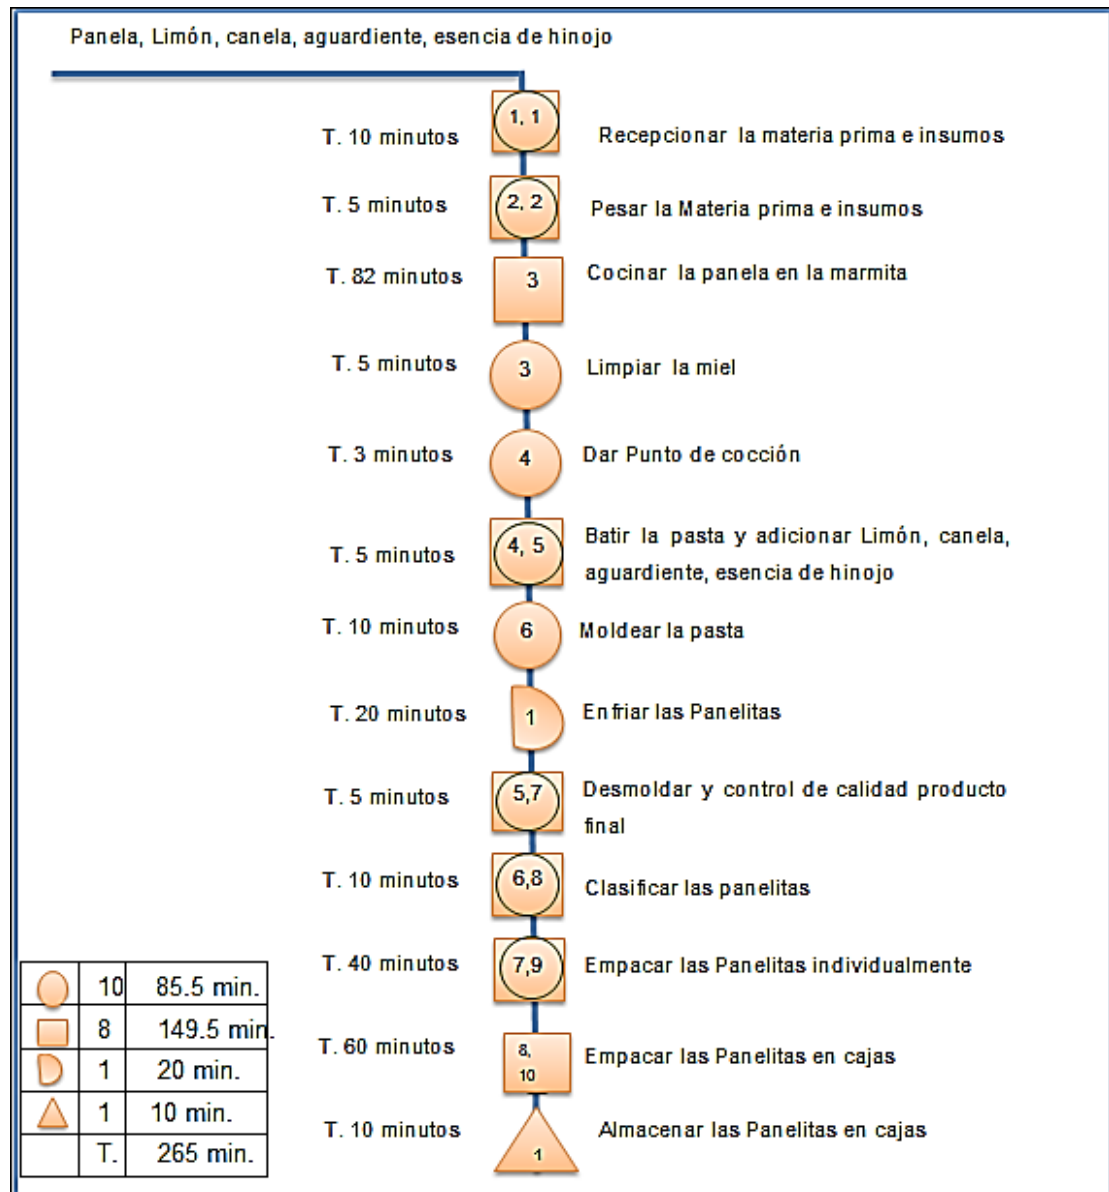 Panela, Limón, canela, aguardiente, esencia de hinojo
T. 10 minutos
1, 1
Recepcionar la materia prima e insumos
T. 5 minutos
2, 2
Pesar la Materia prima e insumos
T. 82 minutos
3
Cocinar la panela en la marmita
T. 5 minutos
3
Limpiar la miel
T. 3 minutos
4
Dar Punto de cocción
T. 5 minutos
4, 5
Batir la pasta y adicionar Limón, canela,
aguardiente, esencia de hinojo
T. 10 minutos
6
Moldear la pasta
T. 20 minutos
1
Enfriar las Panelitas
T. 5 minutos
5,7
Desmoldar y control de calidad producto
final
T. 10 minutos
6,8
Clasificar las panelitas
T. 40 minutos
7,9
Empacar las Panelitas individualmente
T. 60 minutos
8,
10
Empacar las Panelitas en cajas
T. 10 minutos
1
Almacenar las Panelitas en cajas
10 85.5 min.
8 149.5 min.
1 20 min.
1 10 min.
T. 265 min.